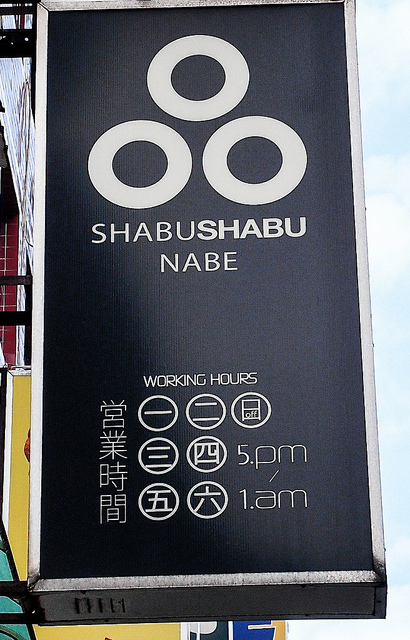 SHABUSHABU
NABE
WORKING HOURS
営業時間
一 二 日 off
三 四 5.pm
/
五 六 1.am